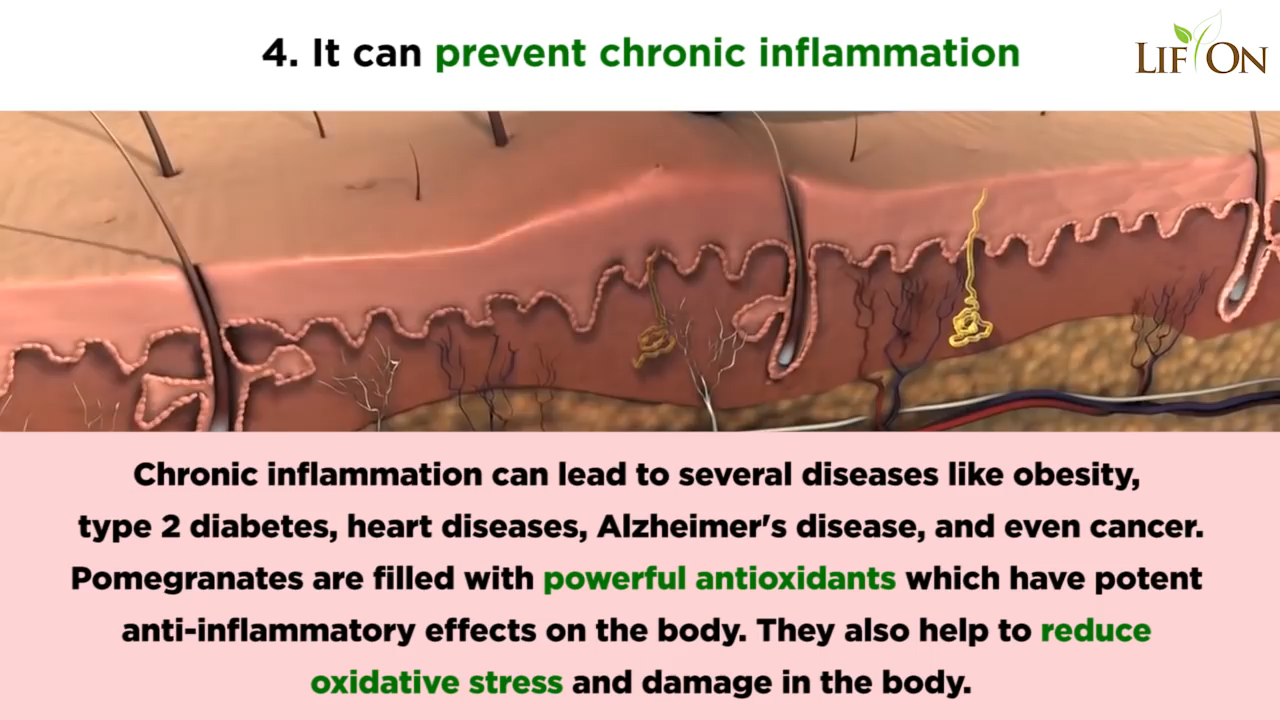 4. It can prevent chronic inflammation
LIF ON
Chronic inflammation can lead to several diseases like obesity,
type 2 diabetes, heart diseases, Alzheimer's disease, and even cancer.
Pomegranates are filled with powerful antioxidants which have potent
anti-inflammatory effects on the body. They also help to reduce
oxidative stress and damage in the body.